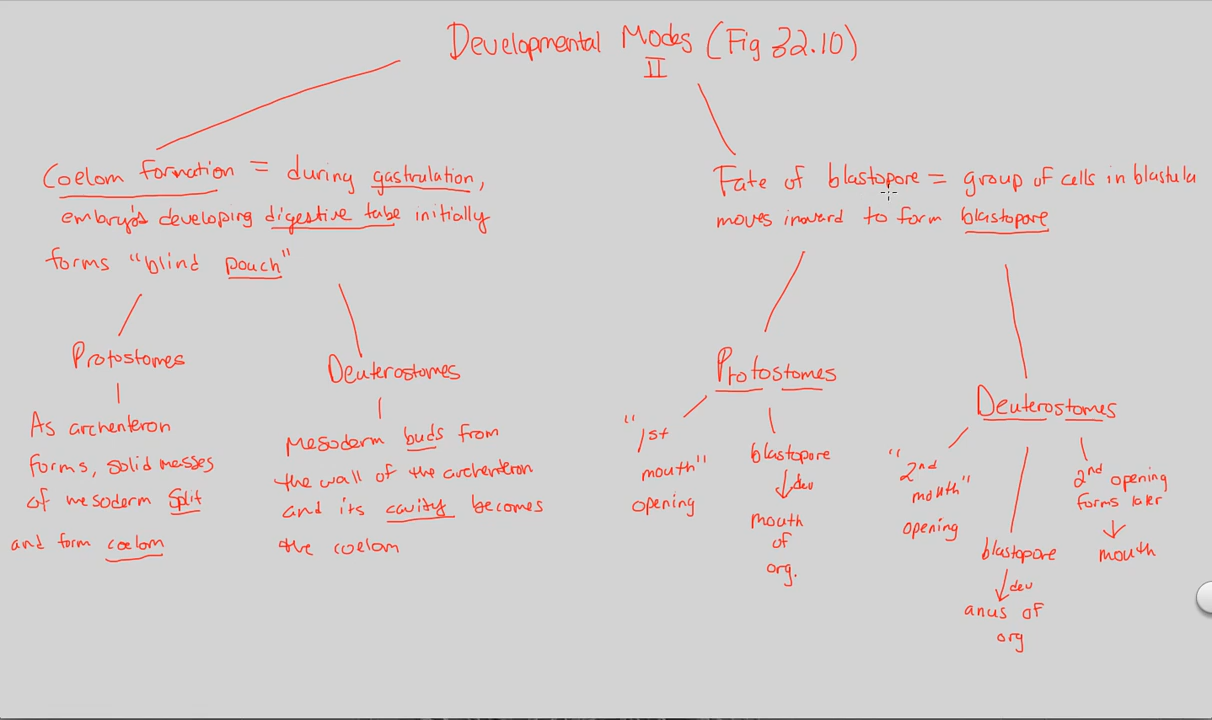 Developmental Modes (Fig 32.10)
II
Coelom Formation = during gastrulation,
embryo's developing digestive tube initially
forms "blind pouch"
Protostomes
As archenteron
forms, solid masses
of mesoderm split
and form coelom
Deuterostomes
Mesoderm buds from
the wall of the archenteron
and its cavity becomes
the coelom
Fate of blastopore = group of cells in blastula
moves inward to form blastopore
Protostomes
"1st
mouth"
opening
blastopore
dev
mouth
of
org.
Deuterostomes
"2nd
mouth"
opening
blastopore
dev
anus of
org
2nd opening
forms later
mouth